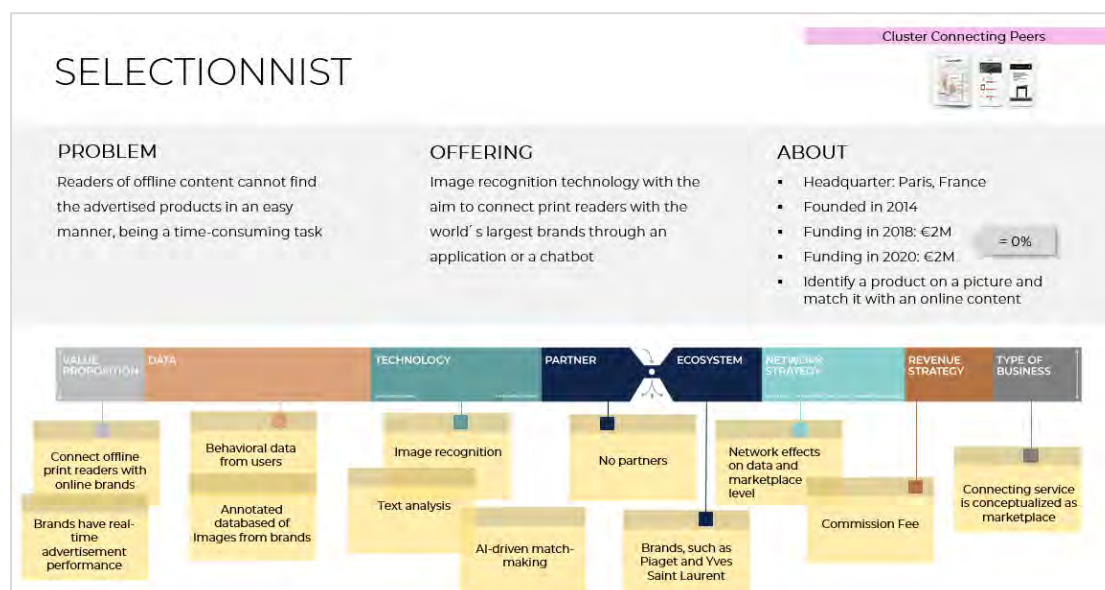 Cluster Connecting Peers
SELECTIONNIST
PROBLEM
Readers of offline content cannot find
the advertised products in an easy
manner, being a time-consuming task
OFFERING
Image recognition technology with the
aim to connect print readers with the
world´s largest brands through an
application or a chatbot
ABOUT
▪ Headquarter: Paris, France
▪ Founded in 2014
▪ Funding in 2018: €2M
▪ Funding in 2020: €2M
= 0%
▪ Identify a product on a picture and
match it with an online content
VALUE
PROPOSITION
DATA
TECHNOLOGY
PARTNER
ECOSYSTEM
NETWORK
STRATEGY
REVENUE
STRATEGY
TYPE OF
BUSINESS
Connect offline
print readers with
online brands
Brands have real-
time
advertisement
performance
Behavioral data
from users
Annotated
databased of
Images from brands
Image recognition
Text analysis
AI-driven match-
making
No partners
Brands, such as
Piaget and Yves
Saint Laurent
Network effects
on data and
marketplace
level
Commission Fee
Connecting service
is conceptualized as
marketplace